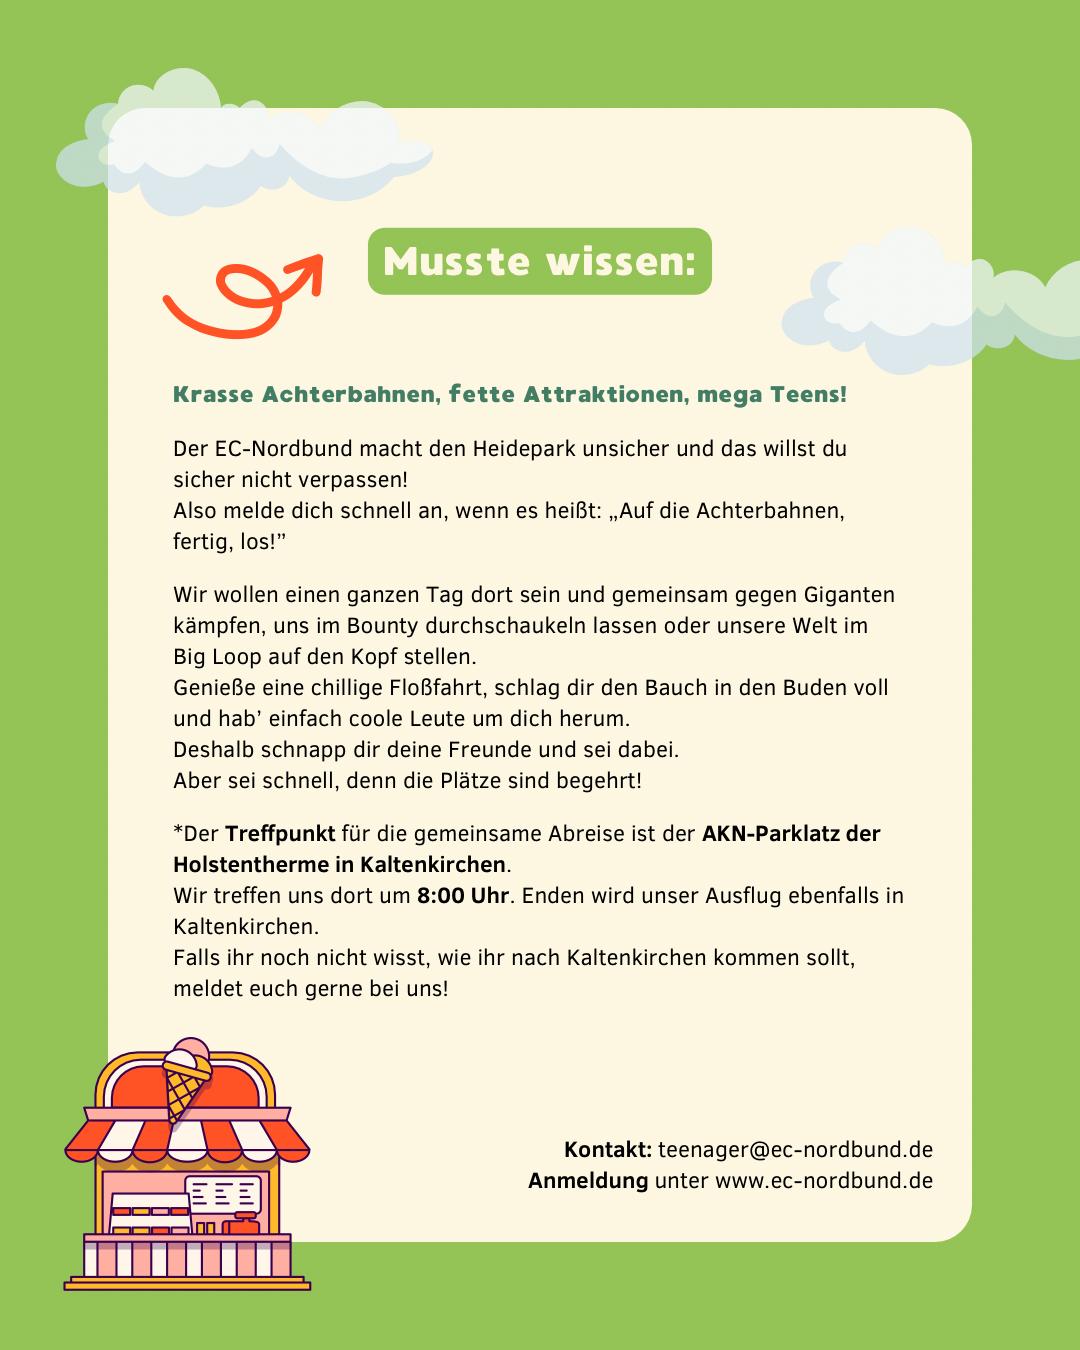 Musste wissen:
Krasse Achterbahnen, fette Attraktionen, mega Teens!
Der EC-Nordbund macht den Heidepark unsicher und das willst du
sicher nicht verpassen!
Also melde dich schnell an, wenn es heißt: „Auf die Achterbahnen,
fertig, los!”
Wir wollen einen ganzen Tag dort sein und gemeinsam gegen Giganten
kämpfen, uns im Bounty durchschaukeln lassen oder unsere Welt im
Big Loop auf den Kopf stellen.
Genieße eine chillige Floßfahrt, schlag dir den Bauch in den Buden voll
und hab’ einfach coole Leute um dich herum.
Deshalb schnapp dir deine Freunde und sei dabei.
Aber sei schnell, denn die Plätze sind begehrt!
*Der Treffpunkt für die gemeinsame Abreise ist der AKN-Parklatz der
Holstentherme in Kaltenkirchen.
Wir treffen uns dort um 8:00 Uhr. Enden wird unser Ausflug ebenfalls in
Kaltenkirchen.
Falls ihr noch nicht wisst, wie ihr nach Kaltenkirchen kommen sollt,
meldet euch gerne bei uns!
Kontakt: teenager@ec-nordbund.de
Anmeldung unter www.ec-nordbund.de